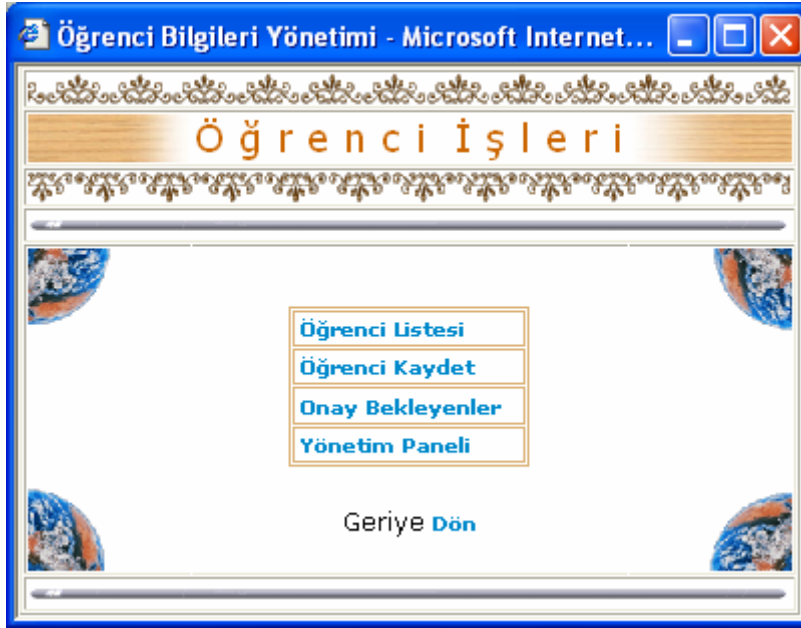 Öğrenci Bilgileri Yönetimi - Microsoft Internet...
Öğrenci İşleri
Öğrenci Listesi
Öğrenci Kaydet
Onay Bekleyenler
Yönetim Paneli
Geriye Dön